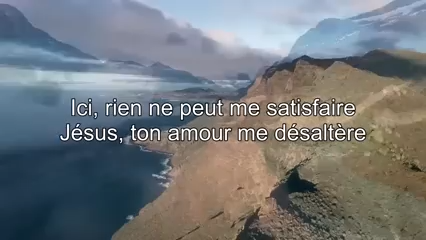 Ici, rien ne peut me satisfaire
Jésus, ton amour me désaltère